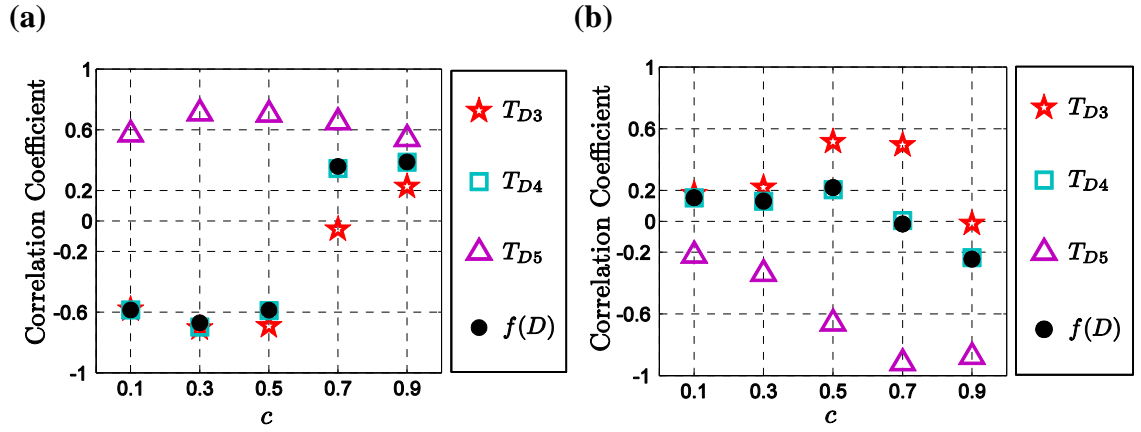 (a)
Correlation Coefficient
1
0.6
0.2
0
-0.2
-0.6
-1
0.1 0.3 0.5 0.7 0.9
c
T_{D3}
T_{D4}
T_{D5}
f(D)
(b)
Correlation Coefficient
1
0.6
0.2
0
-0.2
-0.6
-1
0.1 0.3 0.5 0.7 0.9
c
T_{D3}
T_{D4}
T_{D5}
f(D)